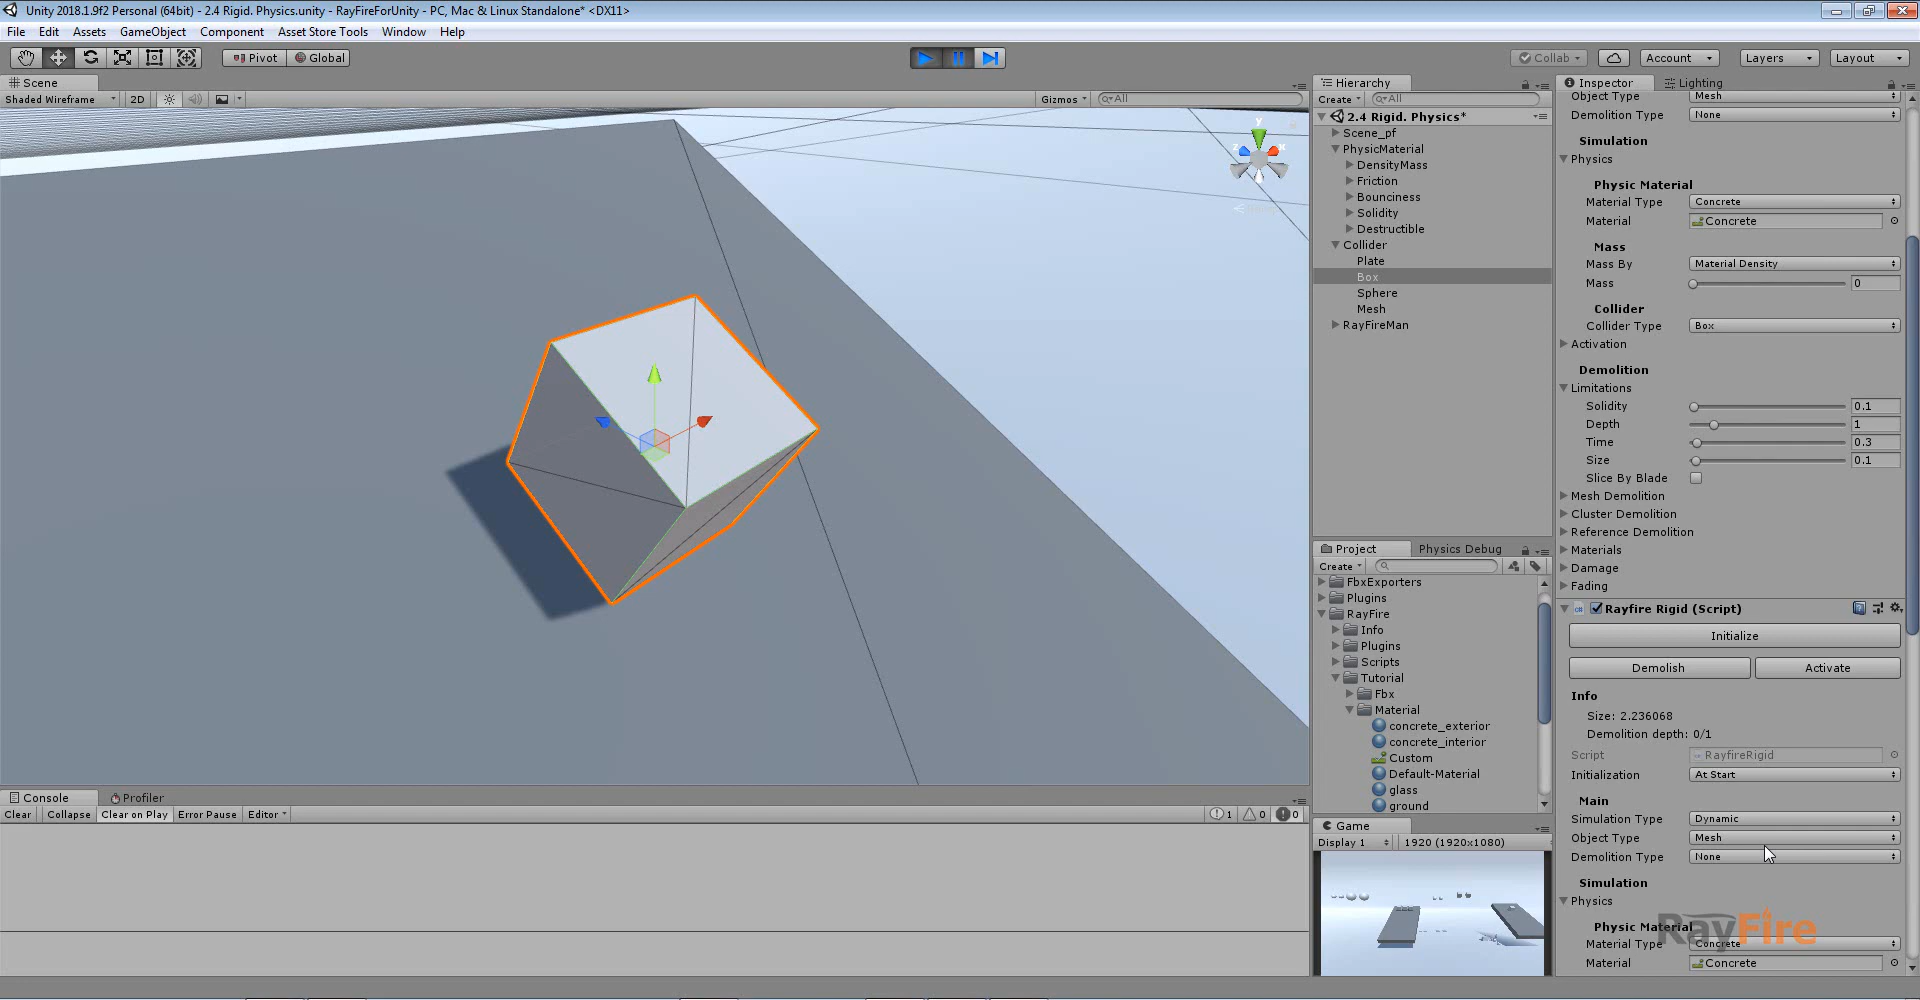 Unity 2018.1.9f2 Personal (64bit) - 2.4 Rigid. Physics.unity - RayFireForUnity - PC, Mac & Linux Standalone* <DX11>
File Edit Assets GameObject Component Asset Store Tools Window Help
Pivot Global Collab Account Layers Layout
Scene
Shaded Wireframe 2D Gizmos All
Hierarchy
Create All
2.4 Rigid. Physics*
Scene_pf
PhysicMaterial
DensityMass
Friction
Bounciness
Solidity
Destructible
Collider
Plate
Box
Sphere
Mesh
RayFireMan
Project Physics Debug
Create
FbxExporters
Plugins
RayFire
Info
Plugins
Scripts
Tutorial
Fbx
Material
concrete_exterior
concrete_interior
Custom
Default-Material
glass
ground
Game
Display 1 1920 (1920x1080)
Console Profiler
Clear Collapse Clear on Play Error Pause Editor 1 0 0
Inspector Lighting
Object Type Mesh
Demolition Type None
Simulation
Physics
Physic Material
Material Type Concrete
Material Concrete
Mass
Mass By Material Density
Mass 0
Collider
Collider Type Box
Activation
Demolition
Limitations
Solidity 0.1
Depth 1
Time 0.3
Size 0.1
Slice By Blade
Mesh Demolition
Cluster Demolition
Reference Demolition
Materials
Damage
Fading
Rayfire Rigid (Script)
Initialize
Demolish Activate
Info
Size: 2.236068
Demolition depth: 0/1
Script RayfireRigid
Initialization At Start
Main
Simulation Type Dynamic
Object Type Mesh
Demolition Type None
Simulation
Physics
Physic Material
RayFire
Material Type Concrete
Material Concrete
y
x
z